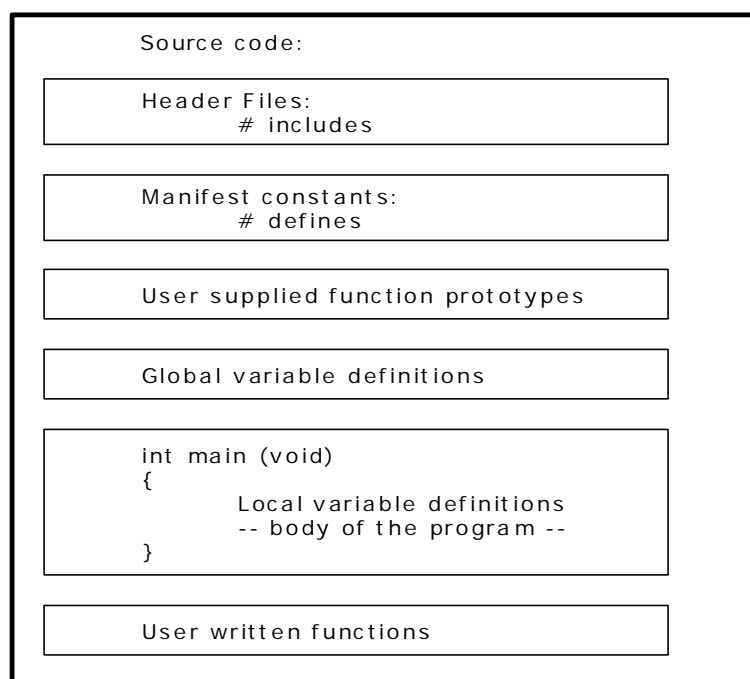 Source code:
Header Files:
# includes
Manifest constants:
# defines
User supplied function prototypes
Global variable definitions
int main (void)
{
Local variable definitions
-- body of the program --
}
User written functions